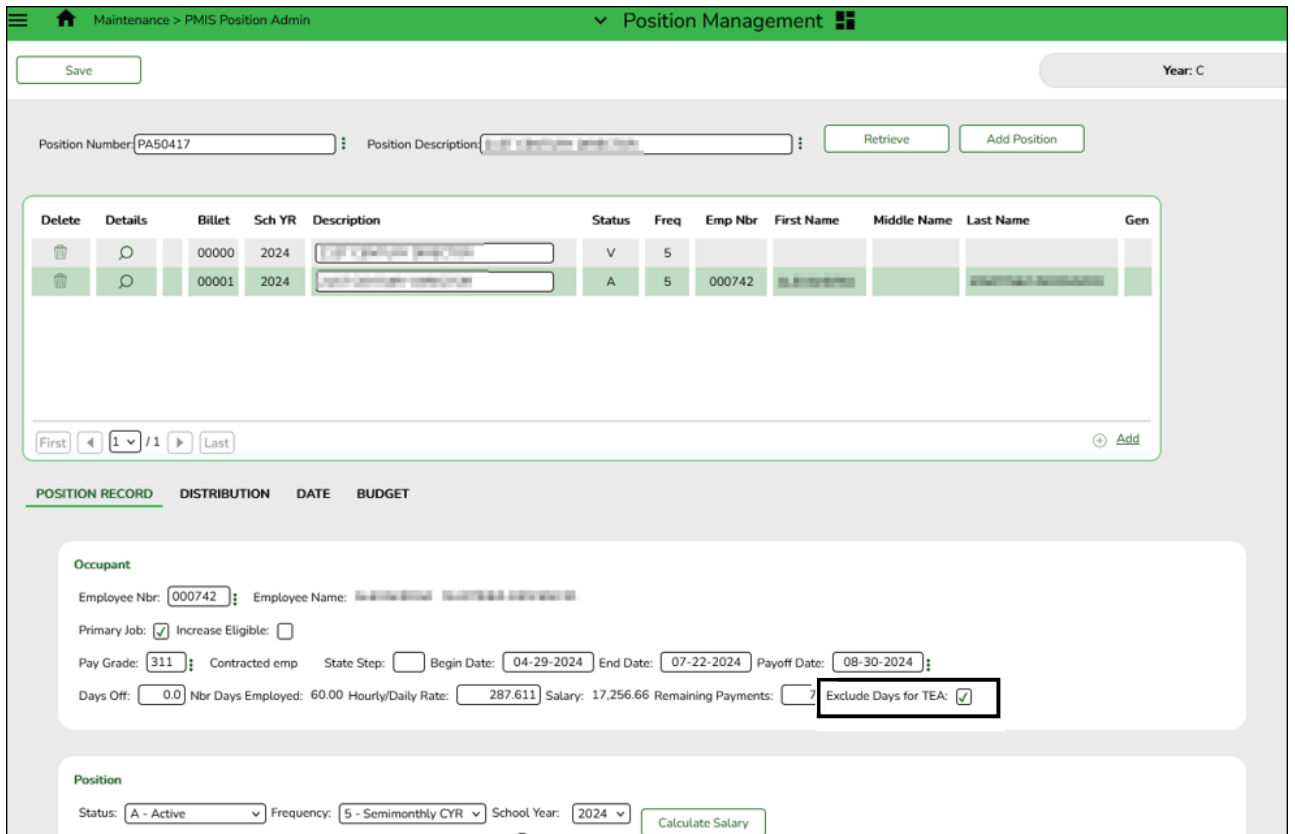 Maintenance > PMIS Position Admin Position Management
Save Year: C
Position Number: PA50417 Position Description: Retrieve Add Position
Delete Details Billet Sch YR Description Status Freq Emp Nbr First Name Middle Name Last Name Gen
00000 2024 V 5
00001 2024 A 5 000742
First 1 / 1 Last Add
POSITION RECORD DISTRIBUTION DATE BUDGET
Occupant
Employee Nbr: 000742 Employee Name:
Primary Job: Increase Eligible:
Pay Grade: 311 Contracted emp State Step: Begin Date: 04-29-2024 End Date: 07-22-2024 Payoff Date: 08-30-2024
Days Off: 0.0 Nbr Days Employed: 60.00 Hourly/Daily Rate: 287.611 Salary: 17,256.66 Remaining Payments: 7 Exclude Days for TEA:
Position
Status: A - Active Frequency: 5 - Semimonthly CYR School Year: 2024 Calculate Salary